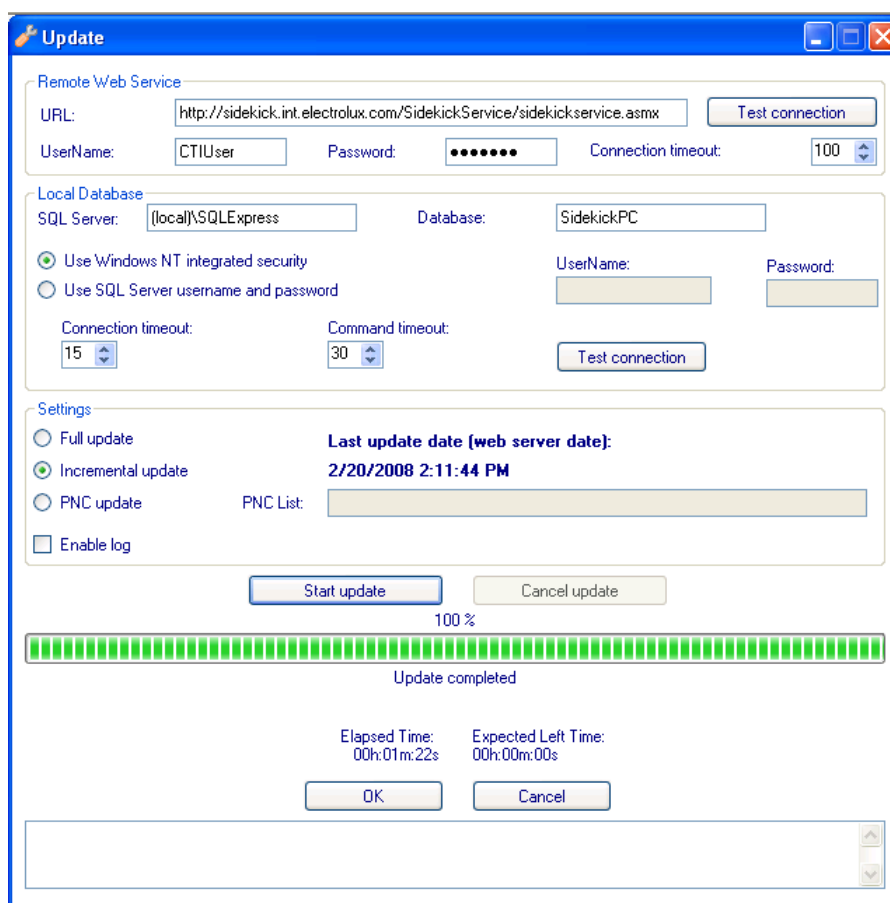 Update
Remote Web Service
URL: http://sidekick.int.electrolux.com/SidekickService/sidekickservice.asmx Test connection
UserName: CTIUser Password: ●●●●●●● Connection timeout: 100
Local Database
SQL Server: (local)\SQLExpress Database: SidekickPC
Use Windows NT integrated security UserName: Password:
Use SQL Server username and password
Connection timeout: Command timeout:
15 30 Test connection
Settings
Full update Last update date (web server date):
Incremental update 2/20/2008 2:11:44 PM
PNC update PNC List:
Enable log
Start update Cancel update
100 %
Update completed
Elapsed Time: Expected Left Time:
00h:01m:22s 00h:00m:00s
OK Cancel